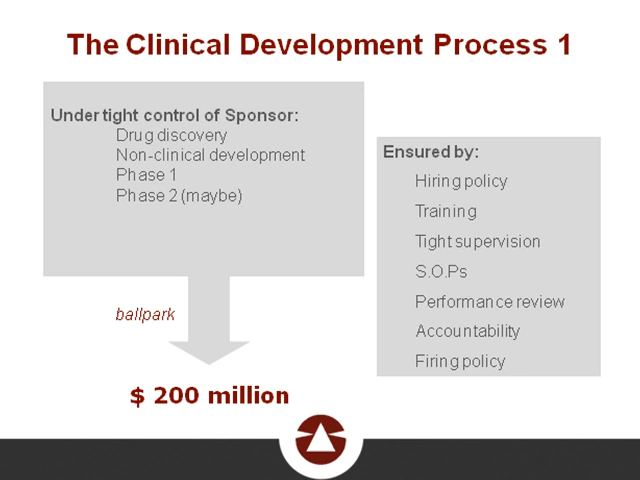 The Clinical Development Process 1
Under tight control of Sponsor:
Drug discovery
Non-clinical development
Phase 1
Phase 2 (maybe)
ballpark
$ 200 million
Ensured by:
Hiring policy
Training
Tight supervision
S.O.Ps
Performance review
Accountability
Firing policy